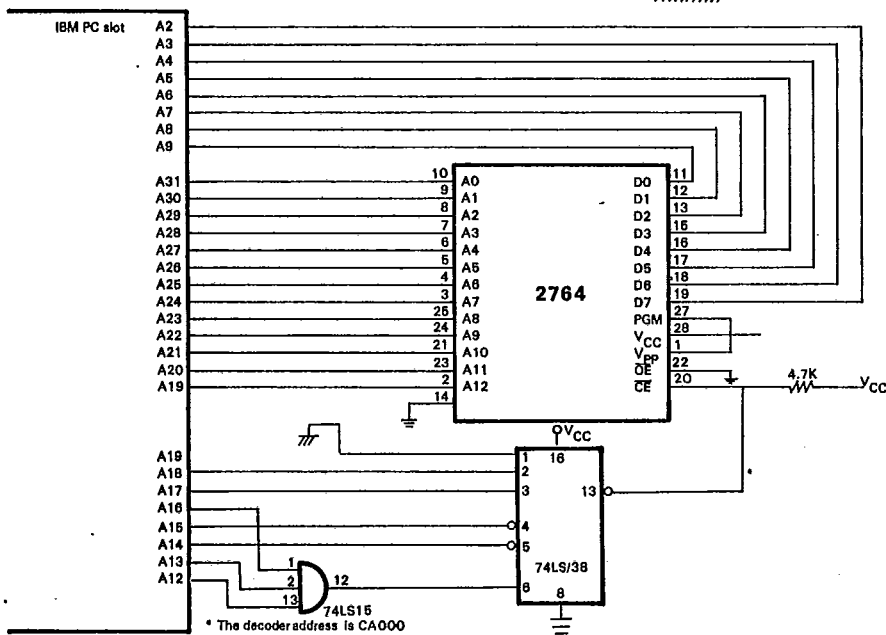 IBM PC slot
A2
A3
A4
A5
A6
A7
A8
A9
A31
A30
A29
A28
A27
A26
A25
A24
A23
A22
A21
A20
A19
10 A0
9 A1
8 A2
7 A3
6 A4
5 A5
4 A6
3 A7
25 A8
24 A9
21 A10
23 A11
2 A12
14
2764
D0 11
D1 12
D2 13
D3 15
D4 16
D5 17
D6 18
D7 19
PGM 27
VCC 28
VPP 1
OE 22
CE 20
4.7K
VCC
A19
A18
A17
A16
A15
A14
A13
A12
VCC
16
1
2
3
4
5
6
13
74LS/38
8
1
2
13
12
74LS15
* The decoder address is CA000
*